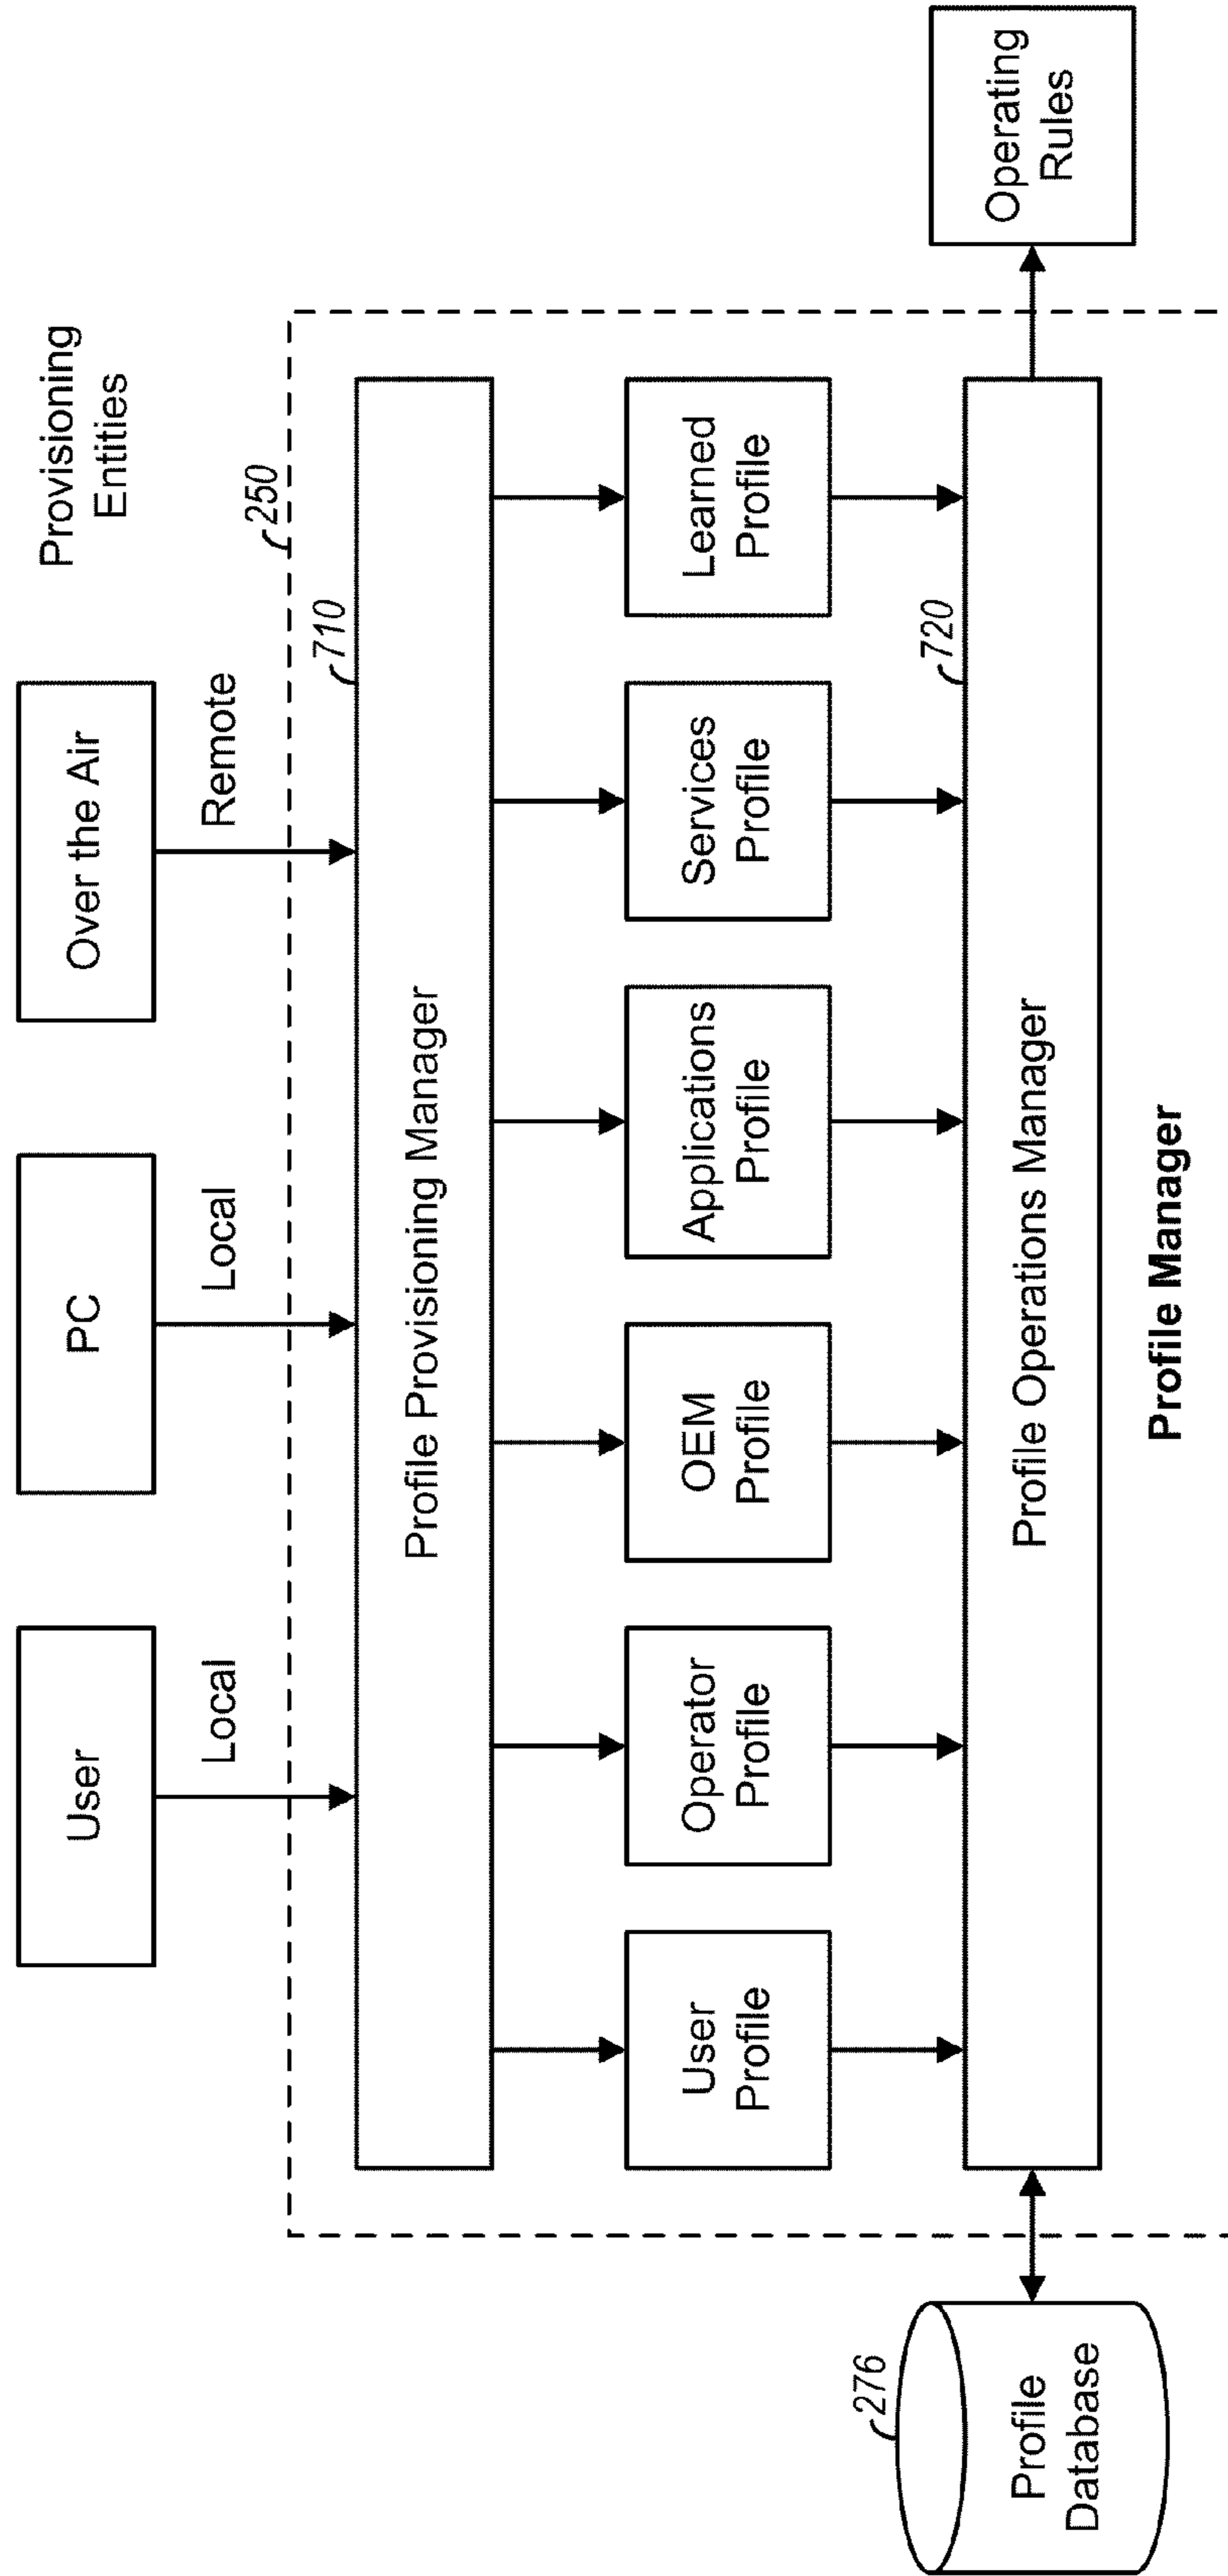 Provisioning
Entities
User
PC
Over the Air
Local
Local
Remote
250
710
Profile Provisioning Manager
User
Profile
Operator
Profile
OEM
Profile
Applications
Profile
Services
Profile
Learned
Profile
720
Profile Operations Manager
276
Profile
Database
Operating
Rules
Profile Manager